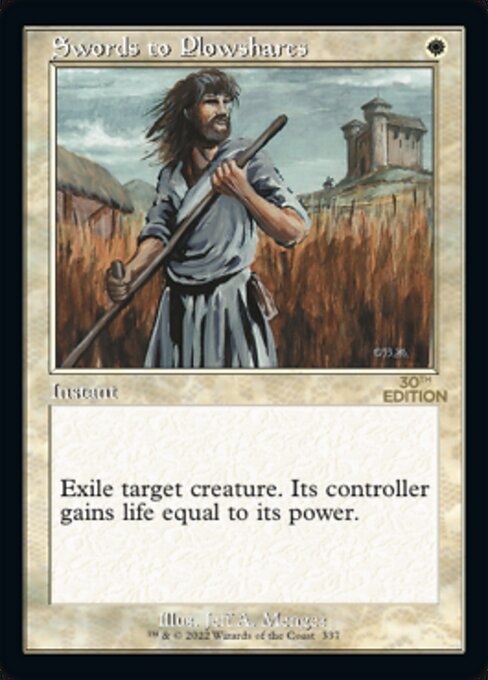 Swords to Plowshares
Instant
30TH
EDITION
Exile target creature. Its controller
gains life equal to its power.
Illus. Jeff A. Menges
™ & © 2022 Wizards of the Coast 337